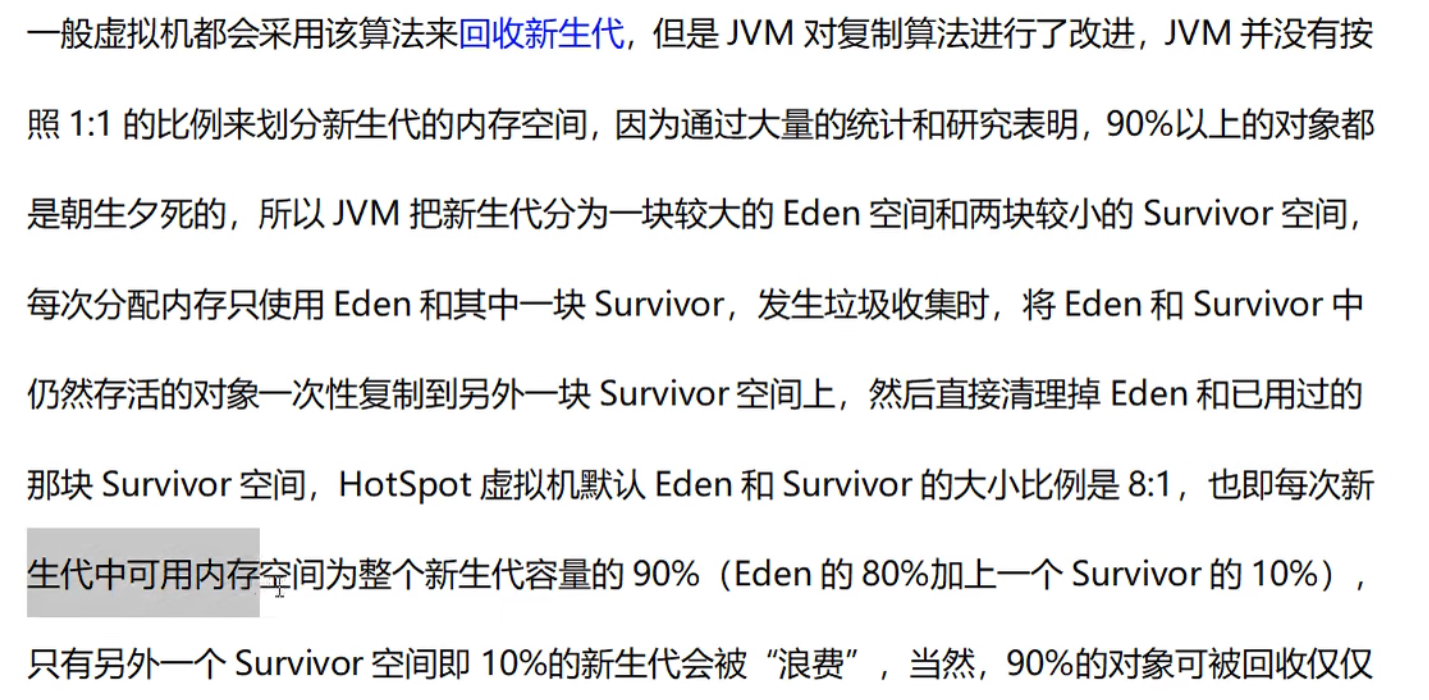 一般虚拟机都会采用该算法来回收新生代，但是 JVM 对复制算法进行了改进，JVM 并没有按
照 1:1 的比例来划分新生代的内存空间，因为通过大量的统计和研究表明，90%以上的对象都
是朝生夕死的，所以 JVM 把新生代分为一块较大的 Eden 空间和两块较小的 Survivor 空间，
每次分配内存只使用 Eden 和其中一块 Survivor，发生垃圾收集时，将 Eden 和 Survivor 中
仍然存活的对象一次性复制到另外一块 Survivor 空间上，然后直接清理掉 Eden 和已用过的
那块 Survivor 空间，HotSpot 虚拟机默认 Eden 和 Survivor 的大小比例是 8:1，也即每次新
生代中可用内存空间为整个新生代容量的 90%（Eden 的 80%加上一个 Survivor 的 10%），
只有另外一个 Survivor 空间即 10%的新生代会被“浪费”，当然，90%的对象可被回收仅仅